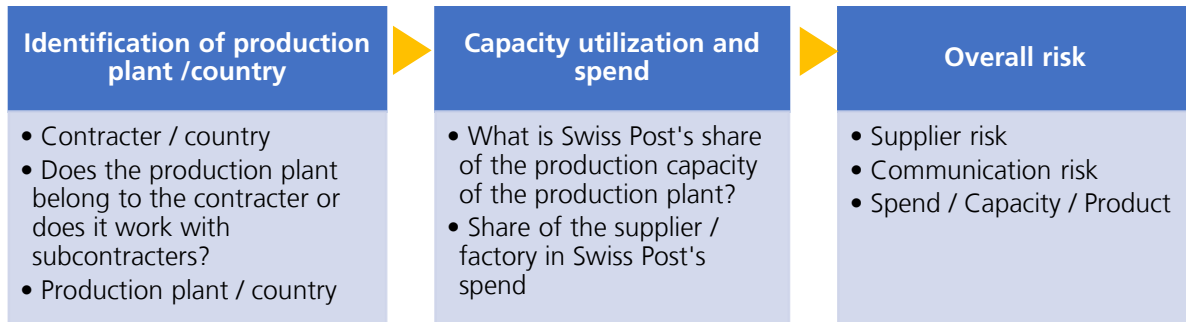 Identification of production
plant /country
• Contracter / country
• Does the production plant
belong to the contracter or
does it work with
subcontracters?
• Production plant / country
Capacity utilization and
spend
• What is Swiss Post's share
of the production capacity
of the production plant?
• Share of the supplier /
factory in Swiss Post's
spend
Overall risk
• Supplier risk
• Communication risk
• Spend / Capacity / Product